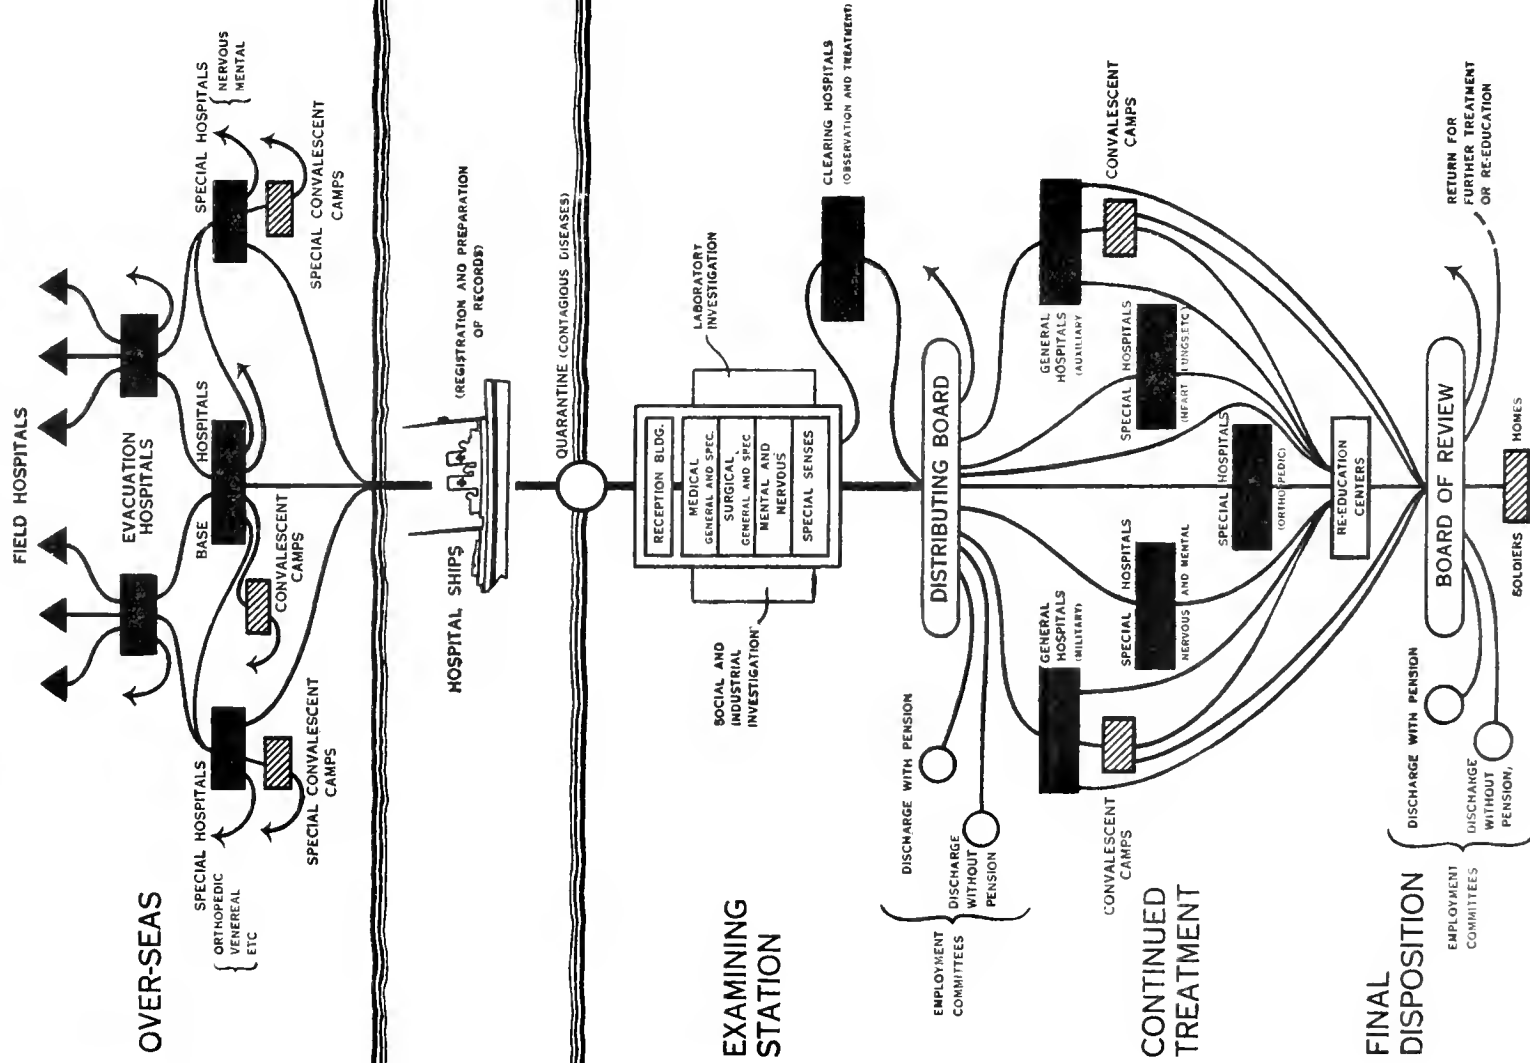 FIELD HOSPITALS
EVACUATION
HOSPITALS
OVER-SEAS
SPECIAL HOSPITALS
ORTHOPEDIC
VENEREAL
ETC
SPECIAL CONVALESCENT
CAMPS
BASE HOSPITALS
CONVALESCENT
CAMPS
SPECIAL HOSPITALS
NERVOUS
MENTAL
SPECIAL CONVALESCENT
CAMPS
HOSPITAL SHIPS
(REGISTRATION AND PREPARATION
OF RECORDS)
QUARANTINE (CONTAGIOUS DISEASES)
EXAMINING
STATION
RECEPTION BLDG.
MEDICAL
GENERAL AND SPEC.
SURGICAL
GENERAL AND SPEC
MENTAL AND
NERVOUS
SPECIAL SENSES
LABORATORY
INVESTIGATION
SOCIAL AND
INDUSTRIAL
INVESTIGATION
CLEARING HOSPITALS
(OBSERVATION AND TREATMENT)
DISTRIBUTING BOARD
DISCHARGE WITH PENSION
DISCHARGE
WITHOUT
PENSION
EMPLOYMENT
COMMITTEES
CONTINUED
TREATMENT
GENERAL
HOSPITALS
(MILITARY)
CONVALESCENT
CAMPS
SPECIAL HOSPITALS
NERVOUS AND MENTAL
SPECIAL HOSPITALS
(ORTHOSPEDIC)
SPECIAL HOSPITALS
(HEART LUNGS.ETC)
GENERAL
HOSPITALS
(AUXILIARY
CONVALESCENT
CAMPS
RE-EDUCATION
CENTERS
FINAL
DISPOSITION
BOARD OF REVIEW
RETURN FOR
FURTHER TREATMENT
OR RE-EDUCATION
DISCHARGE WITH PENSION
DISCHARGE
WITHOUT
PENSION,
EMPLOYMENT
COMMITTEES
SOLDIERS HOMES